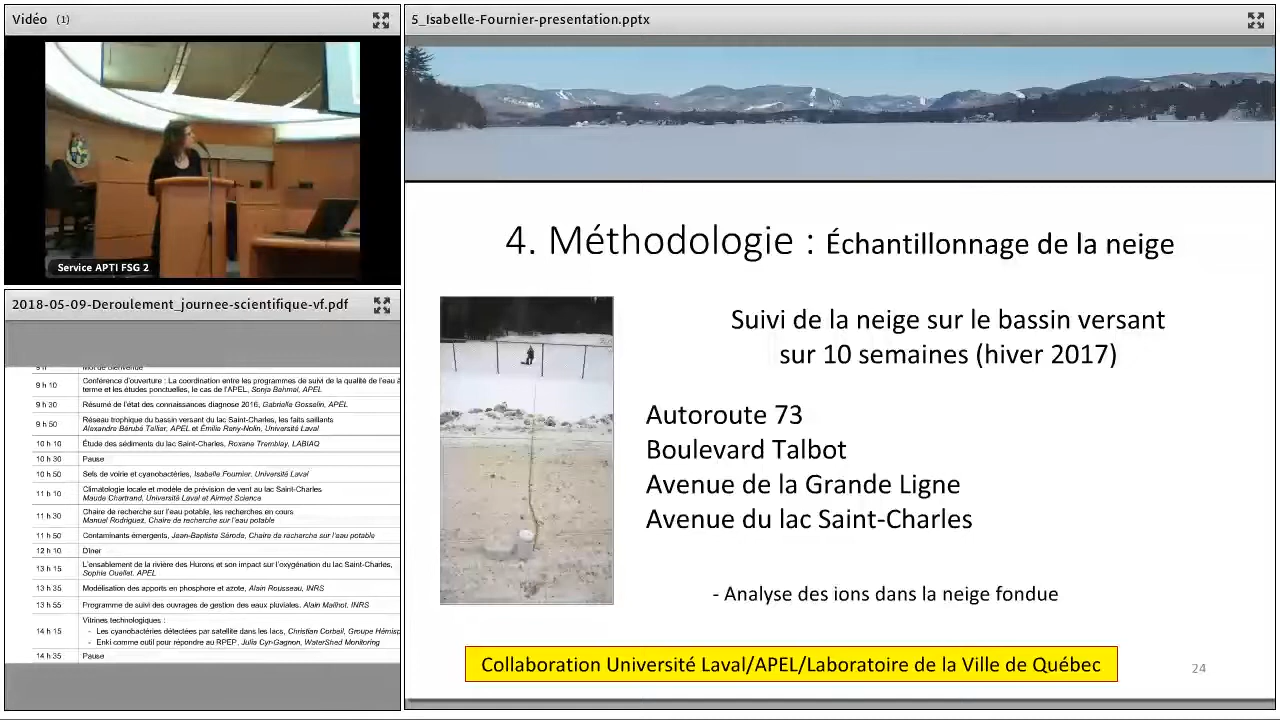 Vidéo (1)
Service APTI FSG 2
2018-05-09-Deroulement_journee-scientifique-vf.pdf
9 h 10 Conférence d'ouverture : La coordination entre les programmes de suivi de la qualité de l'eau à
terme et les études ponctuelles, le cas de l'APEL, Sonja Behmel, APEL
9 h 30 Résumé de l'état des connaissances diagnose 2016, Gabrielle Gosselin, APEL
9 h 50 Réseau trophique du bassin versant du lac Saint-Charles, les faits saillants
Alexandre Bérubé Tellier, APEL et Émilie Reny-Nolin, Université Laval
10 h 10 Étude des sédiments du lac Saint-Charles, Roxane Tremblay, LABIAQ
10 h 30 Pause
10 h 50 Sels de voirie et cyanobactéries, Isabelle Fournier, Université Laval
11 h 10 Climatologie locale et modèle de prévision de vent au lac Saint-Charles
Maude Chartrand, Université Laval et Airmet Science
11 h 30 Chaire de recherche sur l'eau potable, les recherches en cours
Manuel Rodriguez, Chaire de recherche sur l'eau potable
11 h 50 Contaminants émergents, Jean-Baptiste Sérodes, Chaire de recherche sur l'eau potable
12 h 10 Dîner
13 h 15 L'ensablement de la rivière des Hurons et son impact sur l'oxygénation du lac Saint-Charles,
Sophie Ouellet, APEL
13 h 35 Modélisation des apports en phosphore et azote, Alain Rousseau, INRS
13 h 55 Programme de suivi des ouvrages de gestion des eaux pluviales. Alain Mailhot, INRS
14 h 15 Vitrines technologiques :
- Les cyanobactéries détectées par satellite dans les lacs, Christian Corbeil, Groupe Hémisp
- Enki comme outil pour répondre au RPEP, Julia Cyr-Gagnon, WaterShed Monitoring
14 h 35 Pause
5_Isabelle-Fournier-presentation.pptx
4. Méthodologie : Échantillonnage de la neige
Suivi de la neige sur le bassin versant
sur 10 semaines (hiver 2017)
Autoroute 73
Boulevard Talbot
Avenue de la Grande Ligne
Avenue du lac Saint-Charles
- Analyse des ions dans la neige fondue
Collaboration Université Laval/APEL/Laboratoire de la Ville de Québec
24